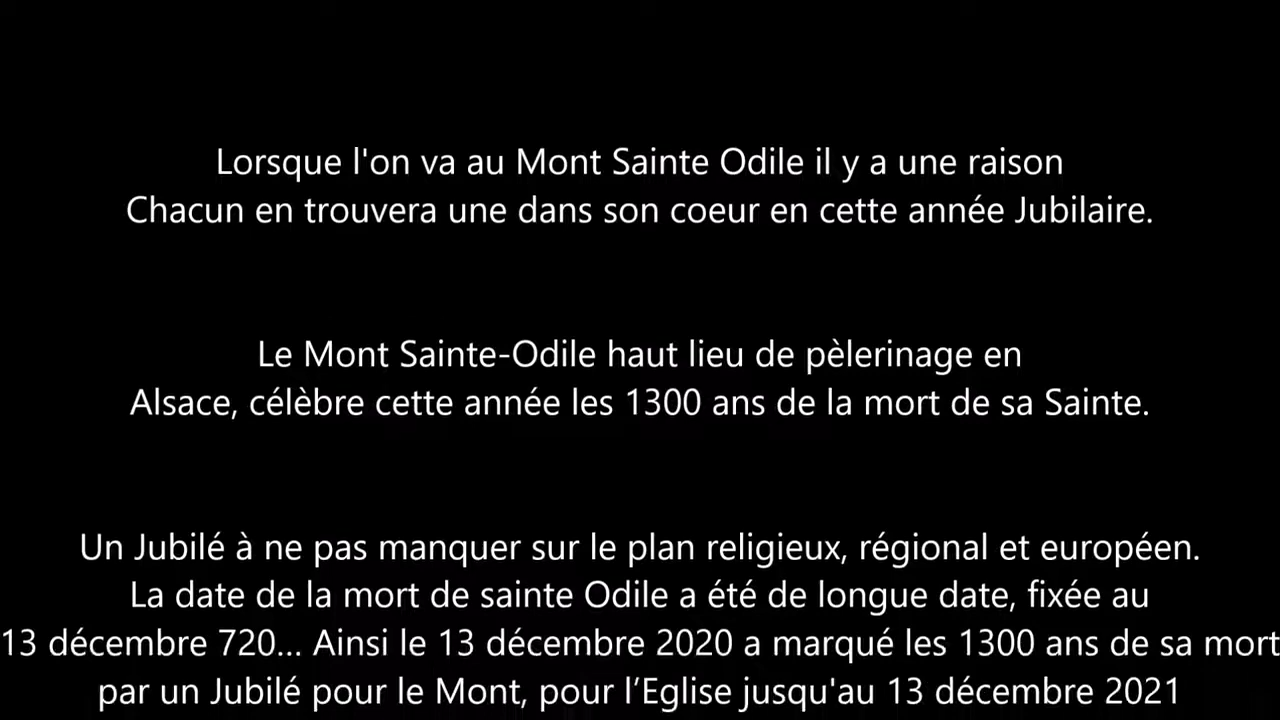 Lorsque l'on va au Mont Sainte Odile il y a une raison
Chacun en trouvera une dans son coeur en cette année Jubilaire.
Le Mont Sainte-Odile haut lieu de pèlerinage en
Alsace, célèbre cette année les 1300 ans de la mort de sa Sainte.
Un Jubilé à ne pas manquer sur le plan religieux, régional et européen.
La date de la mort de sainte Odile a été de longue date, fixée au
13 décembre 720... Ainsi le 13 décembre 2020 a marqué les 1300 ans de sa mort
par un Jubilé pour le Mont, pour l’Eglise jusqu'au 13 décembre 2021